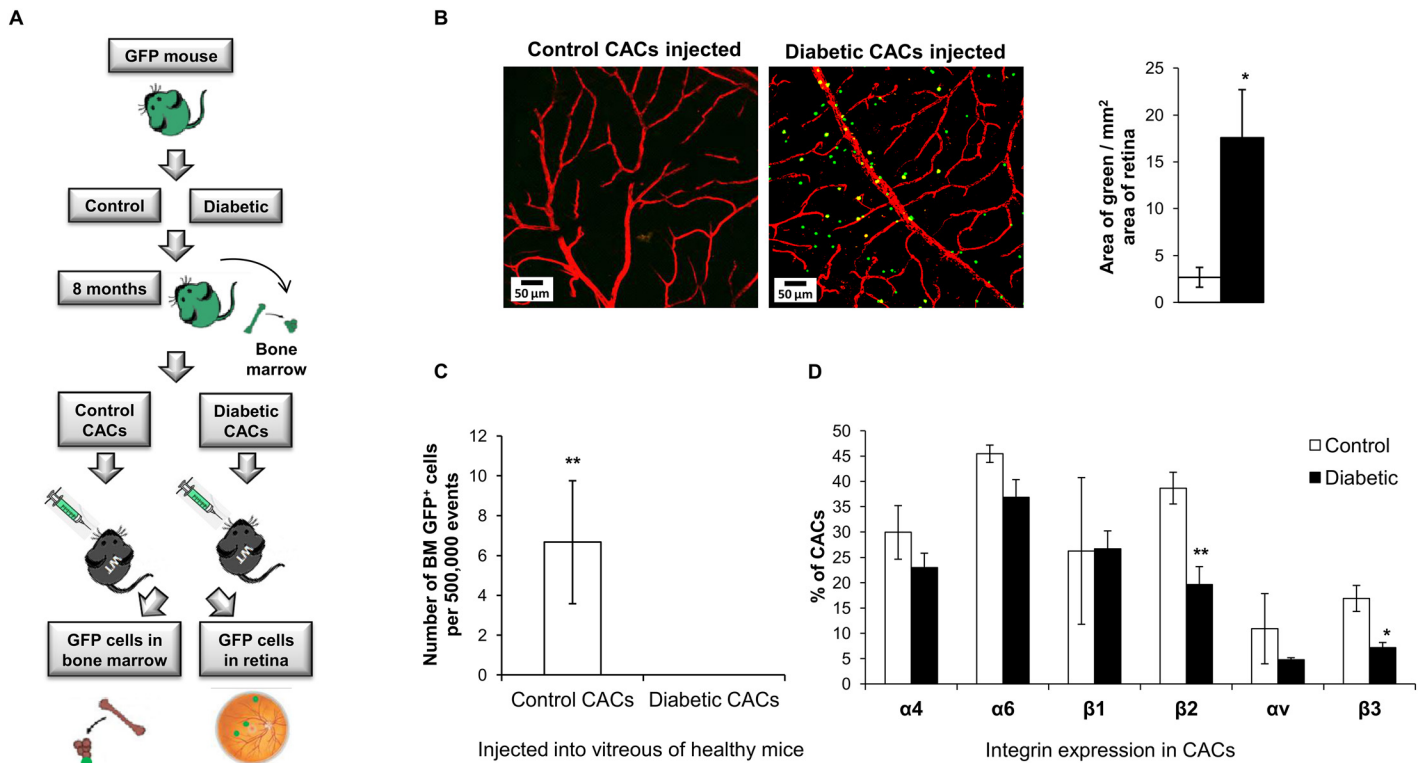 A
GFP mouse
Control
Diabetic
8 months
Bone
marrow
Control
CACs
Diabetic
CACs
WT
WT
GFP cells in
bone marrow
GFP cells
in retina
B
Control CACs injected
Diabetic CACs injected
50 µm
50 µm
Area of green / mm²
area of retina
25
20
15
10
5
0
*
C
Number of BM GFP⁺ cells
per 500,000 events
12
10
8
6
4
2
0
**
Control CACs
Diabetic CACs
Injected into vitreous of healthy mice
D
% of CACs
50
45
40
35
30
25
20
15
10
5
0
Control
Diabetic
**
*
α4
α6
β1
β2
αv
β3
Integrin expression in CACs